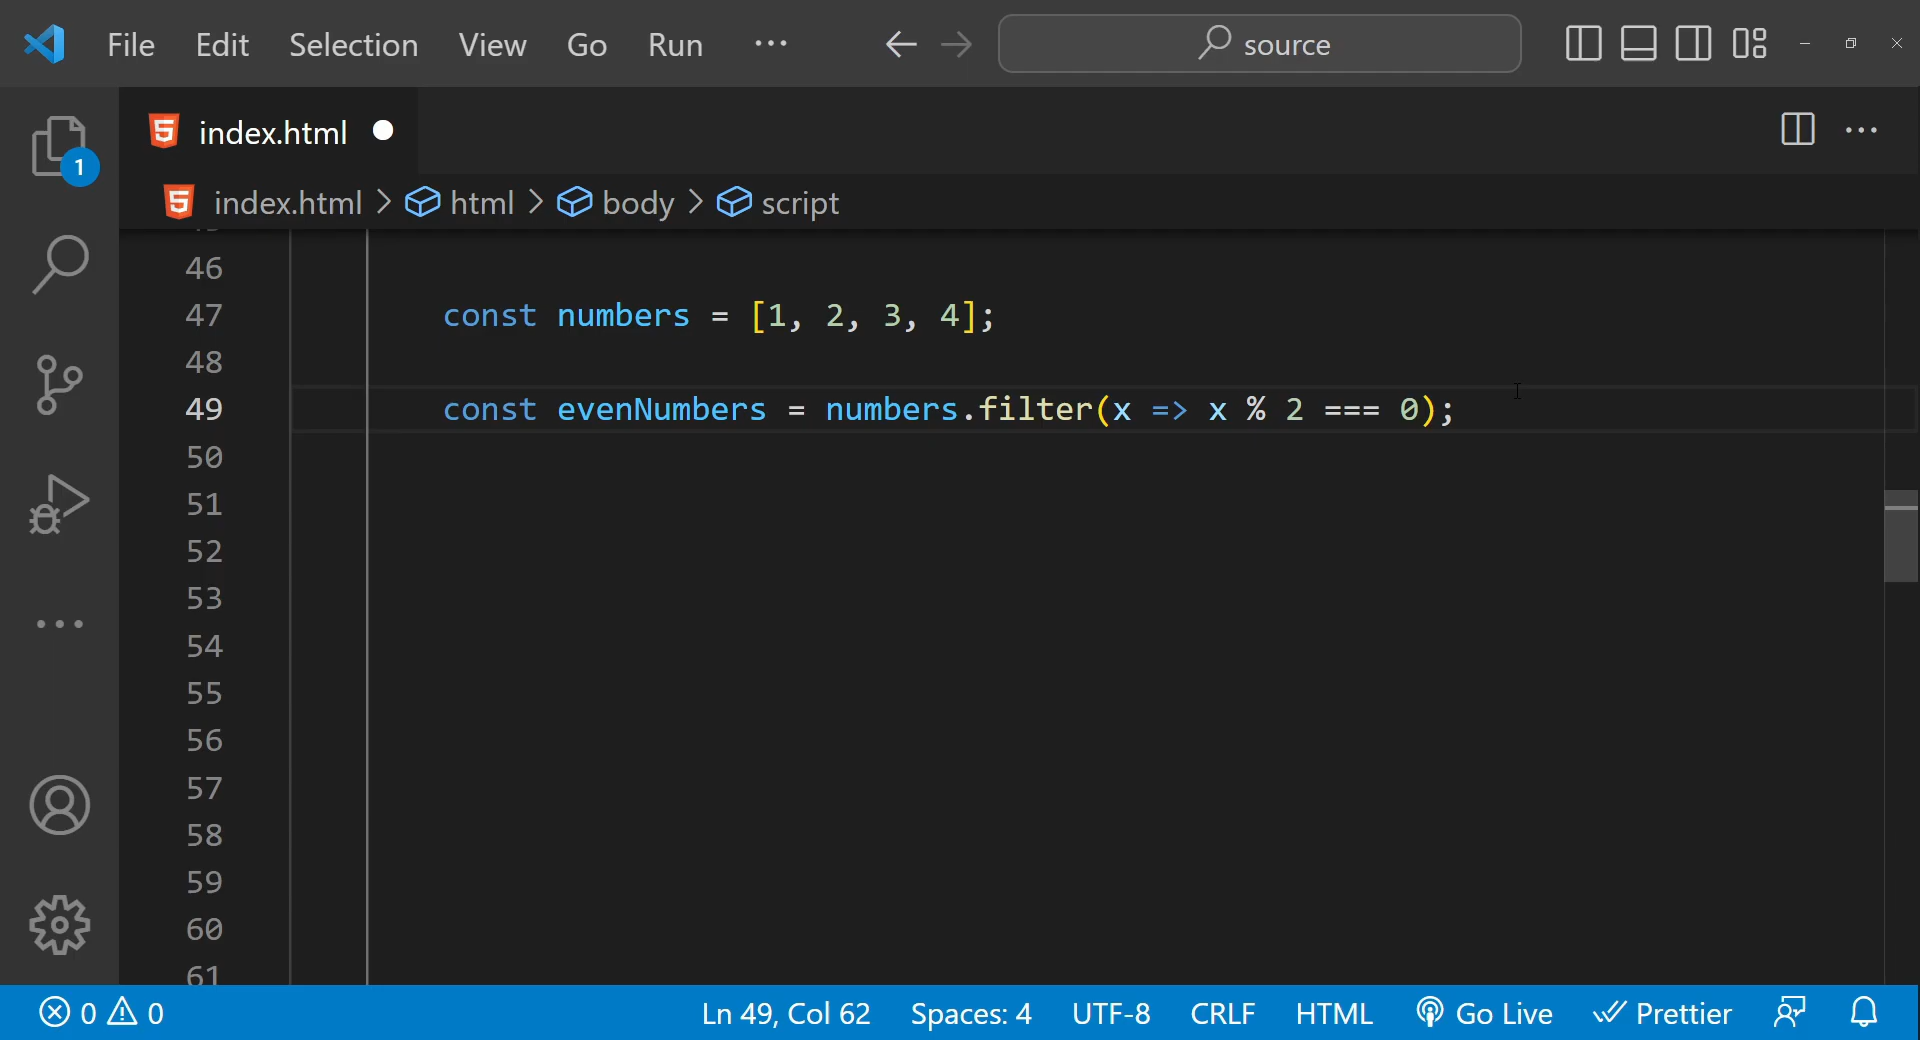 File Edit Selection View Go Run ··· source
index.html
1
index.html > html > body > script
46
47 const numbers = [1, 2, 3, 4];
48
49 const evenNumbers = numbers.filter(x => x % 2 === 0);
50
51
52
53
54
55
56
57
58
59
60
61
0 0 Ln 49, Col 62 Spaces: 4 UTF-8 CRLF HTML Go Live Prettier